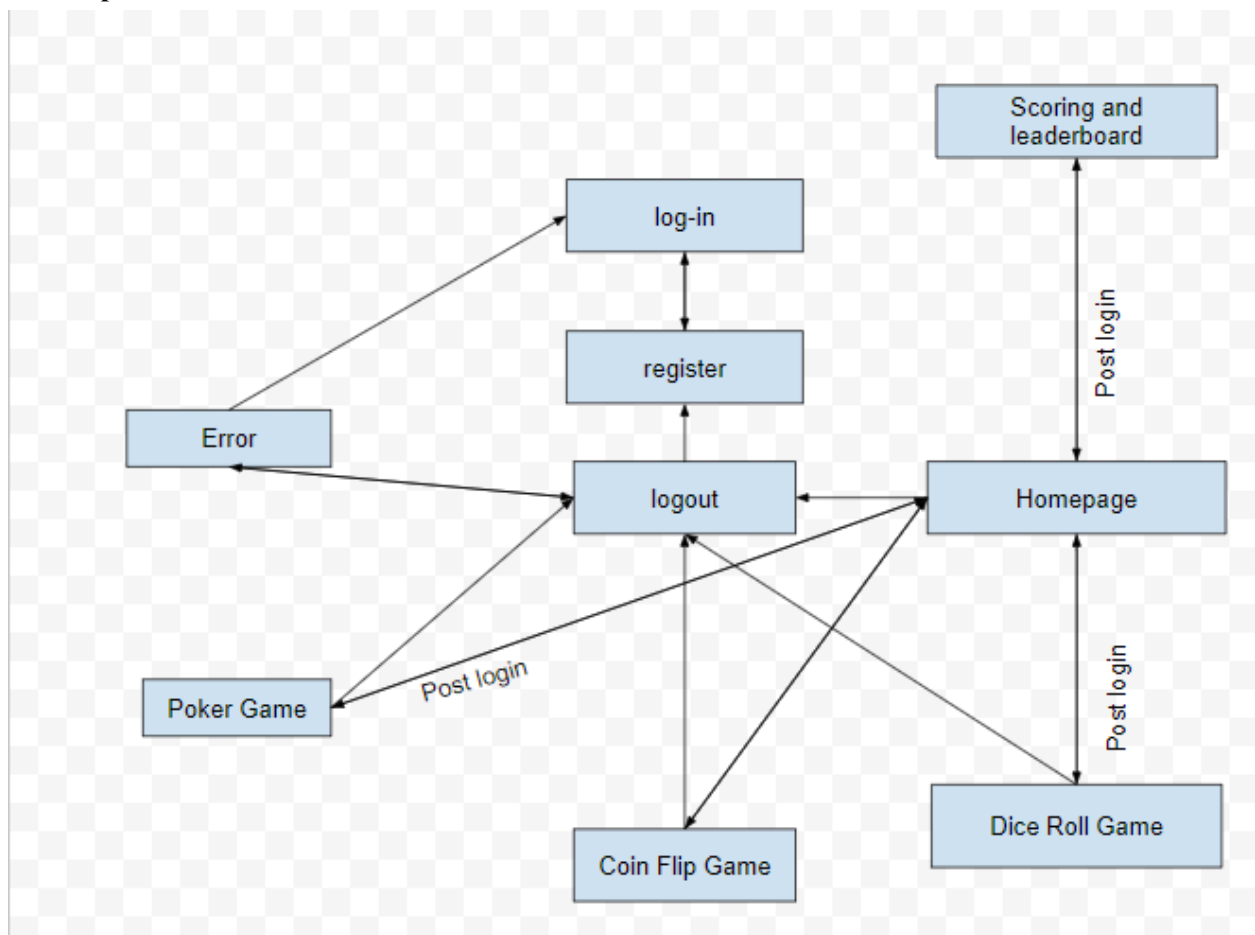 Scoring and
leaderboard
log-in
Post login
register
Error
logout
Homepage
Post login
Poker Game
Post login
Dice Roll Game
Coin Flip Game